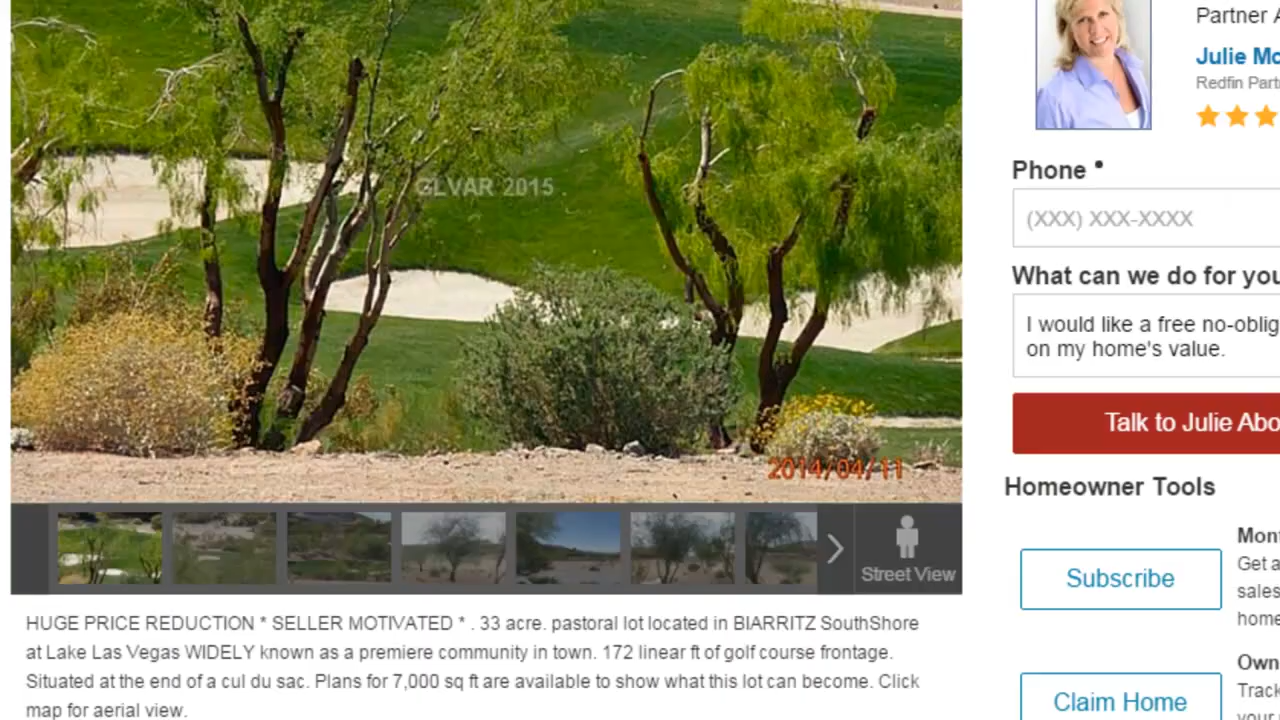 Partner A
Julie Mc
Redfin Part
GLVAR 2015
Phone *
(XXX) XXX-XXXX
What can we do for you
I would like a free no-oblig
on my home's value.
Talk to Julie Abo
2014/04/11
Homeowner Tools
Mon
Subscribe
Get a
sales
home
Street View
HUGE PRICE REDUCTION * SELLER MOTIVATED * . 33 acre. pastoral lot located in BIARRITZ SouthShore
at Lake Las Vegas WIDELY known as a premiere community in town. 172 linear ft of golf course frontage.
Situated at the end of a cul du sac. Plans for 7,000 sq ft are available to show what this lot can become. Click
map for aerial view.
Own
Claim Home
Track
your